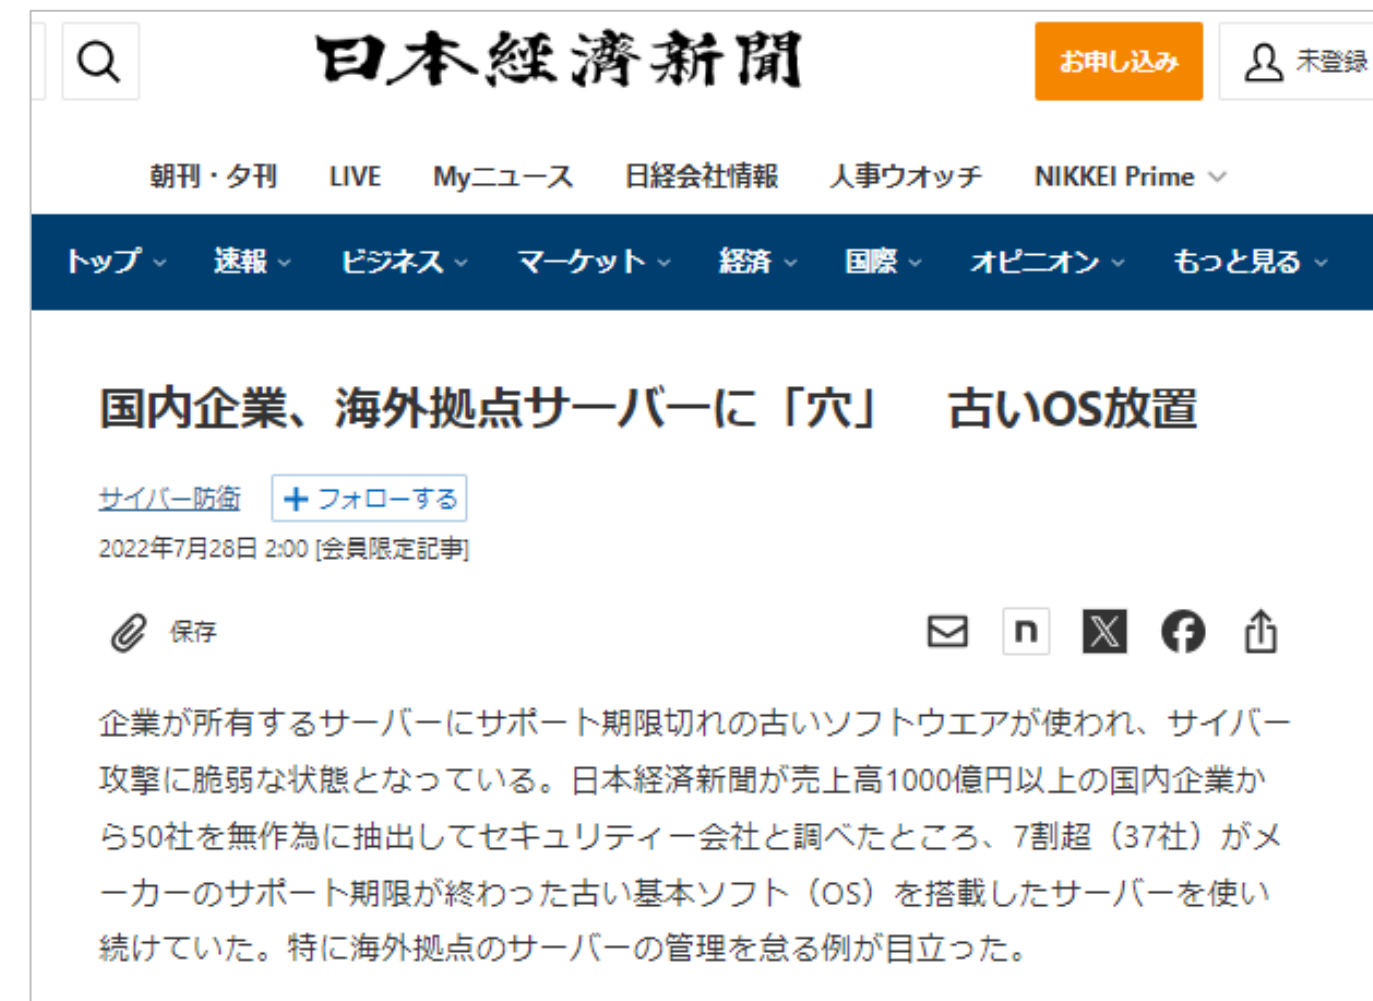 日本経済新聞
お申し込み
未登録
朝刊・夕刊 LIVE Myニュース 日経会社情報 人事ウオッチ NIKKEI Prime
トップ 速報 ビジネス マーケット 経済 国際 オピニオン もっと見る
国内企業、海外拠点サーバーに「穴」　古いOS放置
サイバー防衛 + フォローする
2022年7月28日 2:00 [会員限定記事]
保存
n X f
企業が所有するサーバーにサポート期限切れの古いソフトウエアが使われ、サイバー
攻撃に脆弱な状態となっている。日本経済新聞が売上高1000億円以上の国内企業か
ら50社を無作為に抽出してセキュリティー会社と調べたところ、7割超（37社）がメ
ーカーのサポート期限が終わった古い基本ソフト（OS）を搭載したサーバーを使い
続けていた。特に海外拠点のサーバーの管理を怠る例が目立った。